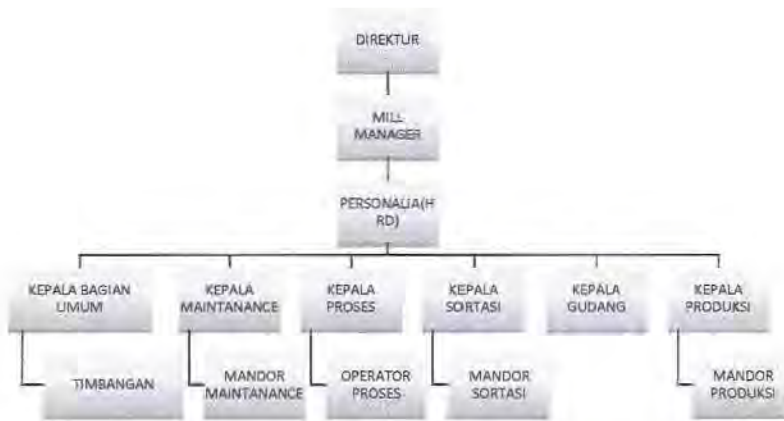 DIREKTUR
MILL
MANAGER
PERSONALIA(H
RD)
KEPALA BAGIAN
UMUM
KEPALA
MAINTANANCE
KEPALA
PROSES
KEPALA
SORTASI
KEPALA
GUDANG
KEPALA
PRODUKSI
TIMBANGAN
MANDOR
MAINTANANCE
OPERATOR
PROSES
MANDOR
SORTASI
MANDOR
PRODUKSI